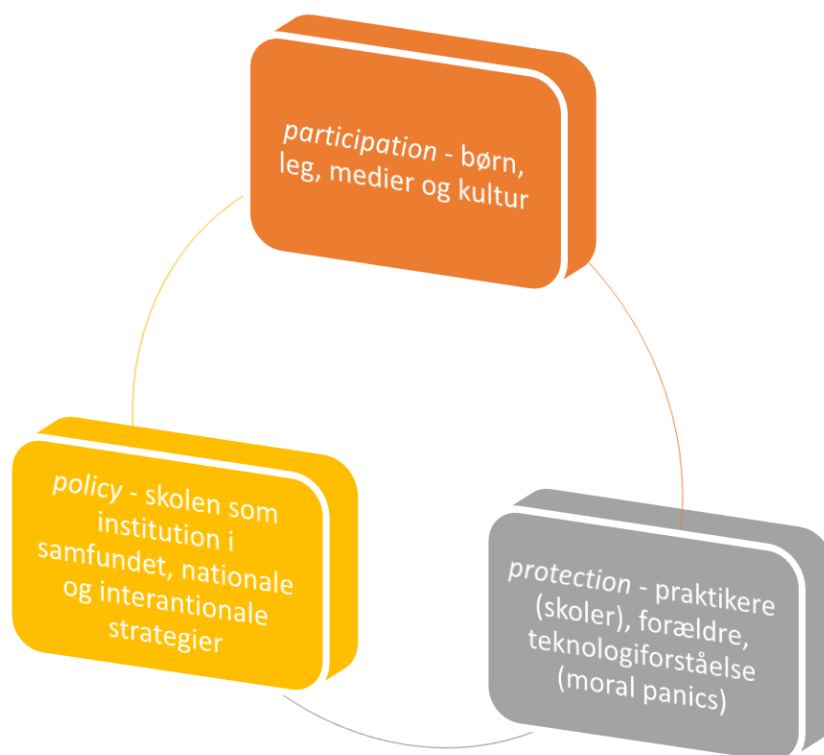 participation - børn,
leg, medier og kultur
policy - skolen som
institution i
samfundet, nationale
og interantionale
strategier
protection - praktikere
(skoler), forældre,
teknologiforståelse
(moral panics)